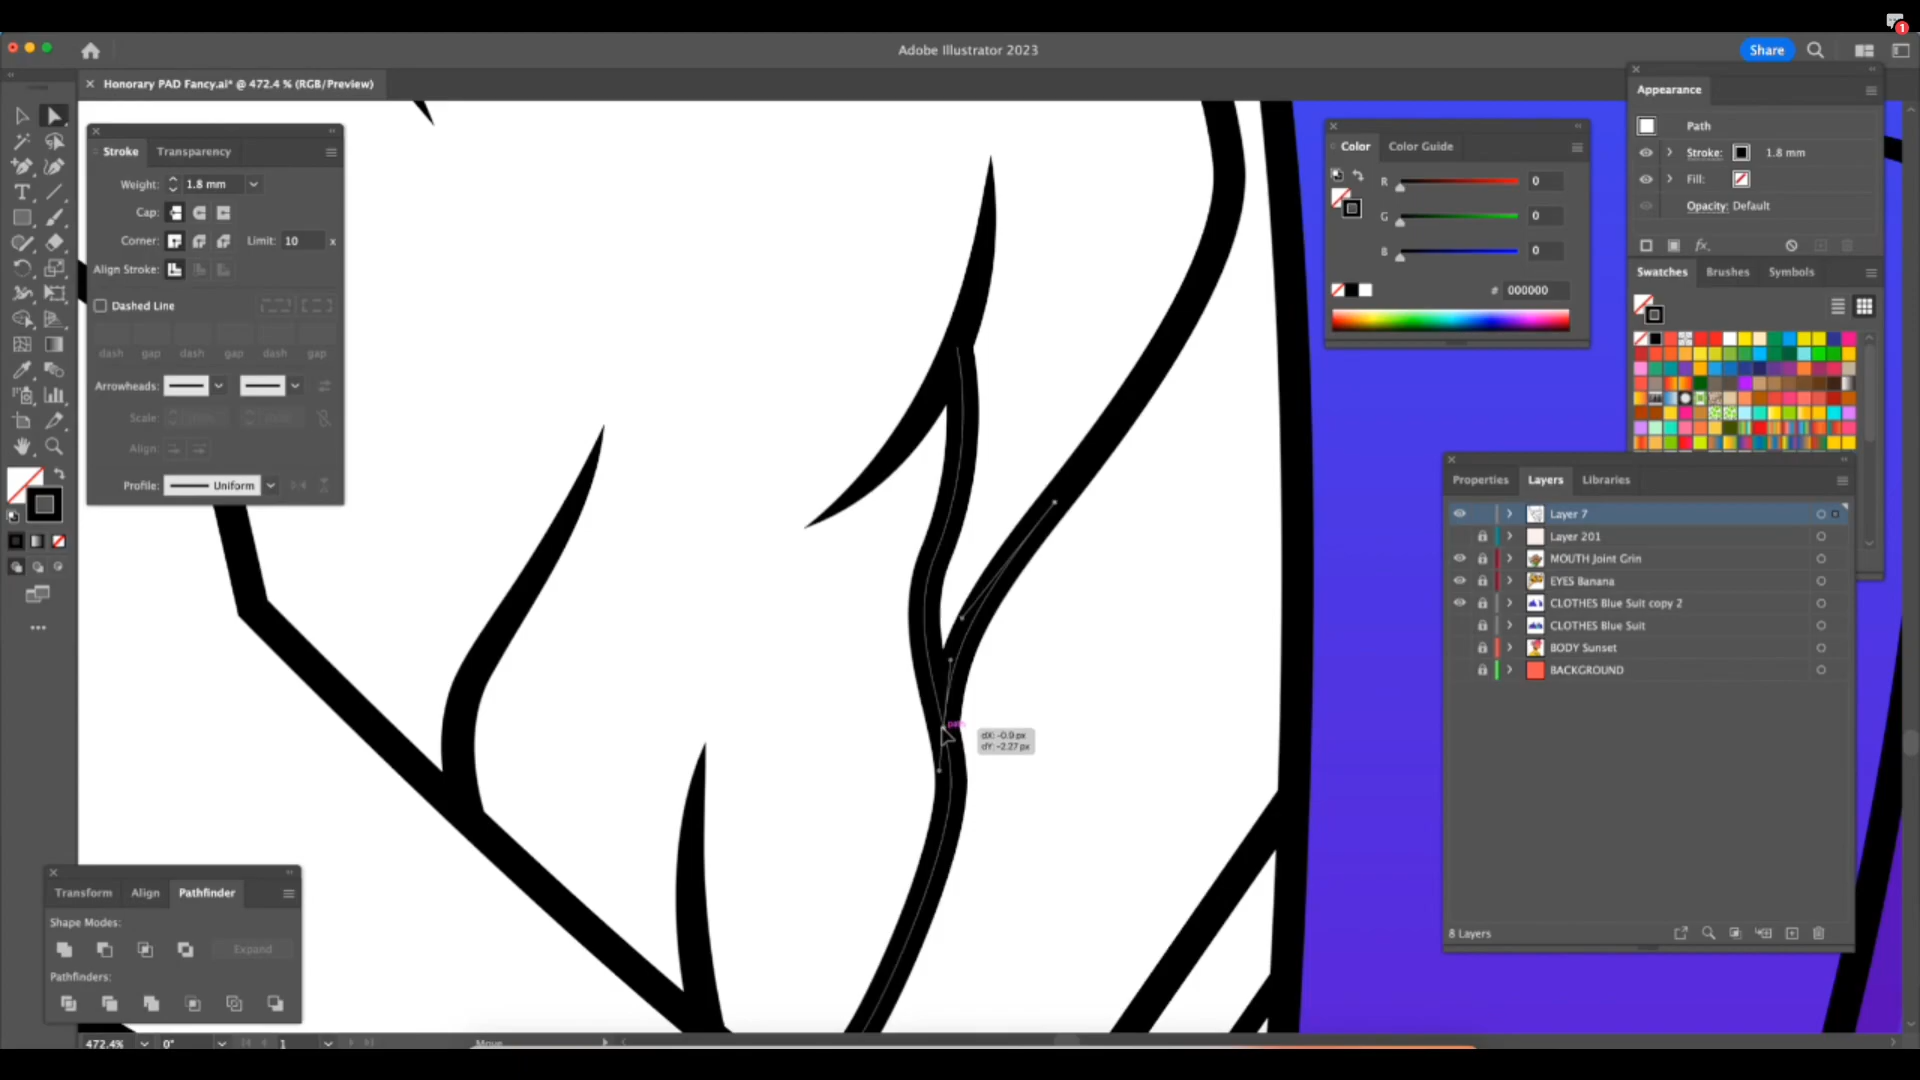 1
Adobe Illustrator 2023
Share
Honorary PAD Fancy.ai* @ 472.4 % (RGB/Preview)
Stroke
Transparency
Weight:
1.8 mm
Cap:
Corner:
Limit:
10
x
Align Stroke:
Dashed Line
dash
gap
dash
gap
dash
gap
Arrowheads:
Scale:
Align:
Profile:
Uniform
Transform
Align
Pathfinder
Shape Modes:
Expand
Pathfinders:
path
dX: -0.9 px
dY: -2.27 px
Color
Color Guide
R
0
G
0
B
0
#
000000
Appearance
Path
Stroke:
1.8 mm
Fill:
Opacity: Default
fx
Swatches
Brushes
Symbols
Properties
Layers
Libraries
Layer 7
Layer 201
MOUTH Joint Grin
EYES Banana
CLOTHES Blue Suit copy 2
CLOTHES Blue Suit
BODY Sunset
BACKGROUND
8 Layers
472.4%
0°
1
Move